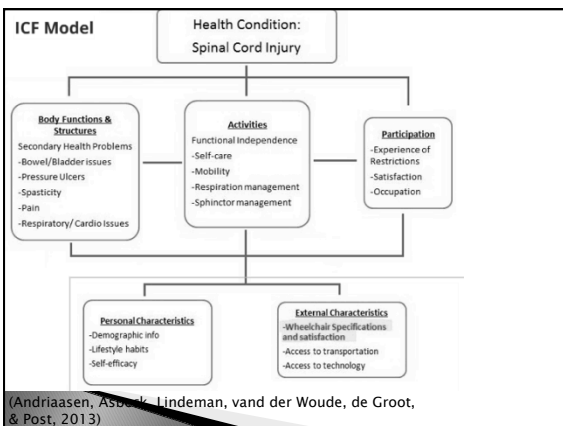 ICF Model
Health Condition:
Spinal Cord Injury
Body Functions &
Structures
Secondary Health Problems
-Bowel/Bladder issues
-Pressure Ulcers
-Spasticity
-Pain
-Respiratory/ Cardio Issues
Activities
Functional Independence
-Self-care
-Mobility
-Respiration management
-Sphinctor management
Participation
-Experience of
Restrictions
-Satisfaction
-Occupation
Personal Characteristics
-Demographic info
-Lifestyle habits
-Self-efficacy
External Characteristics
-Wheelchair Specifications
and satisfaction
-Access to transportation
-Access to technology
(Andriaasen, Asbeck, Lindeman, vand der Woude, de Groot,
& Post, 2013)